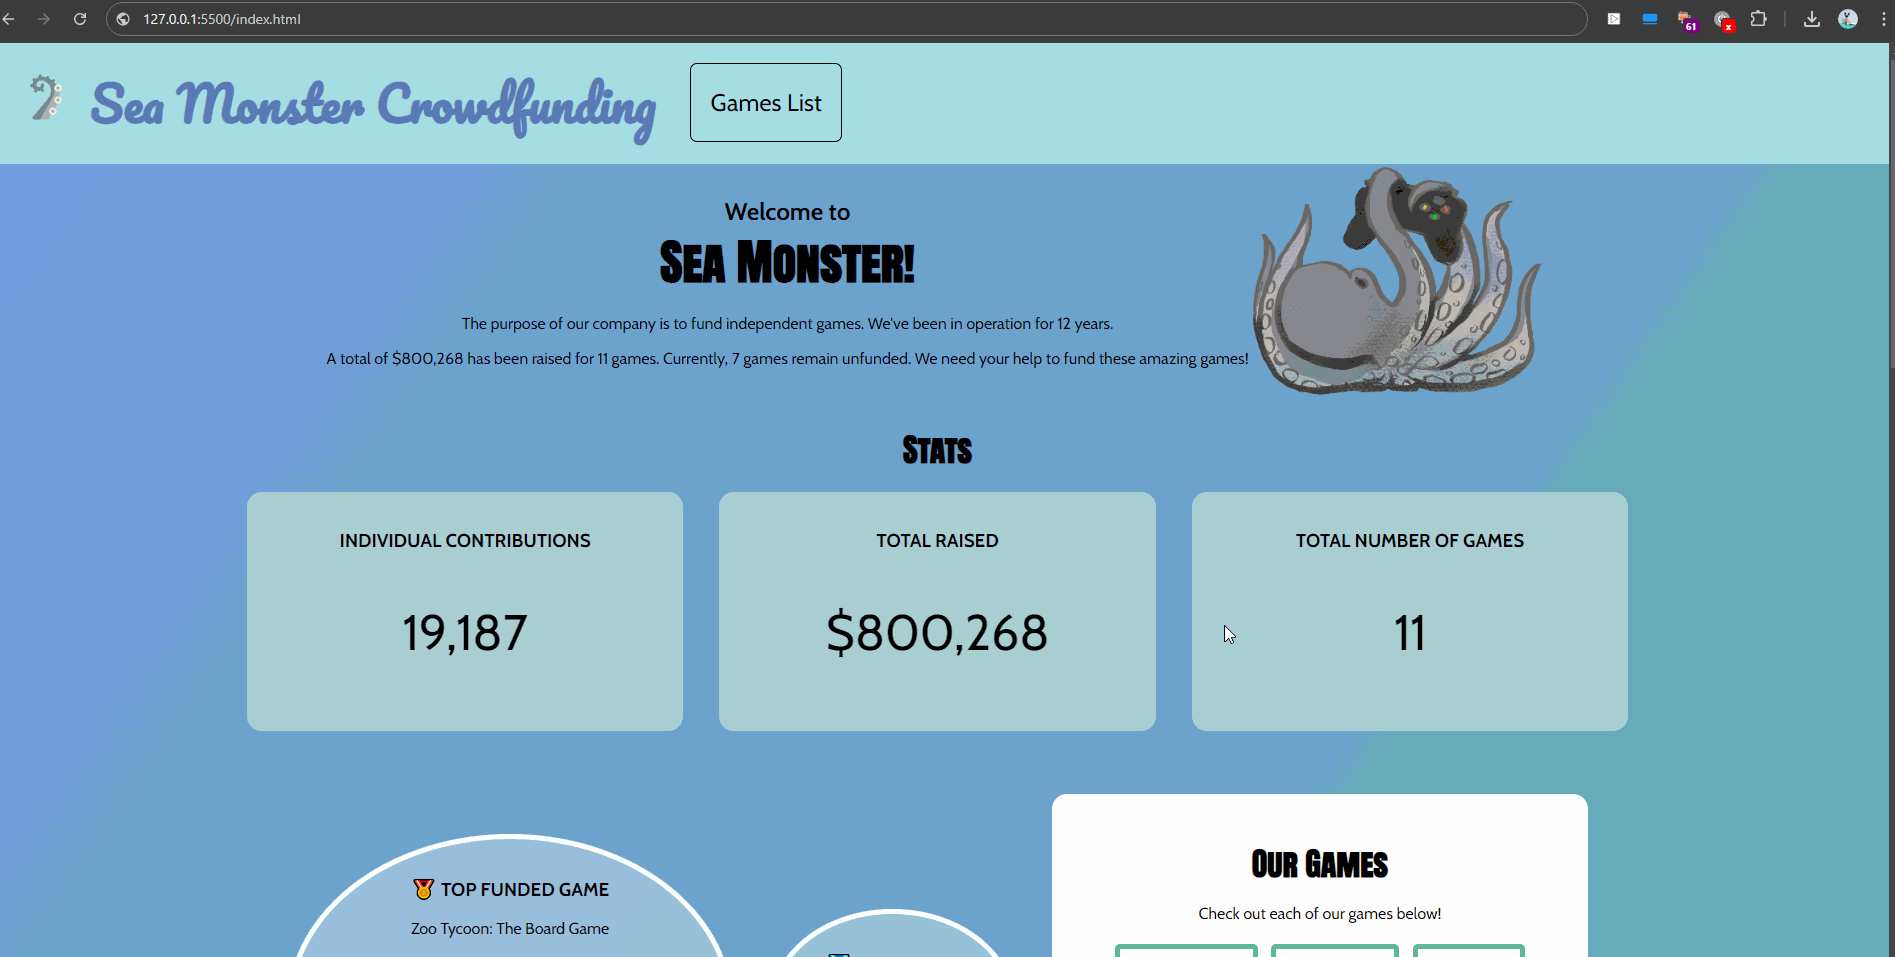 127.0.0.1:5500/index.html
61
x
Sea Monster Crowdfunding
Games List
Welcome to
Sea Monster!
The purpose of our company is to fund independent games. We've been in operation for 12 years.
A total of $800,268 has been raised for 11 games. Currently, 7 games remain unfunded. We need your help to fund these amazing games!
Stats
INDIVIDUAL CONTRIBUTIONS
19,187
TOTAL RAISED
$800,268
TOTAL NUMBER OF GAMES
11
TOP FUNDED GAME
Zoo Tycoon: The Board Game
Our Games
Check out each of our games below!